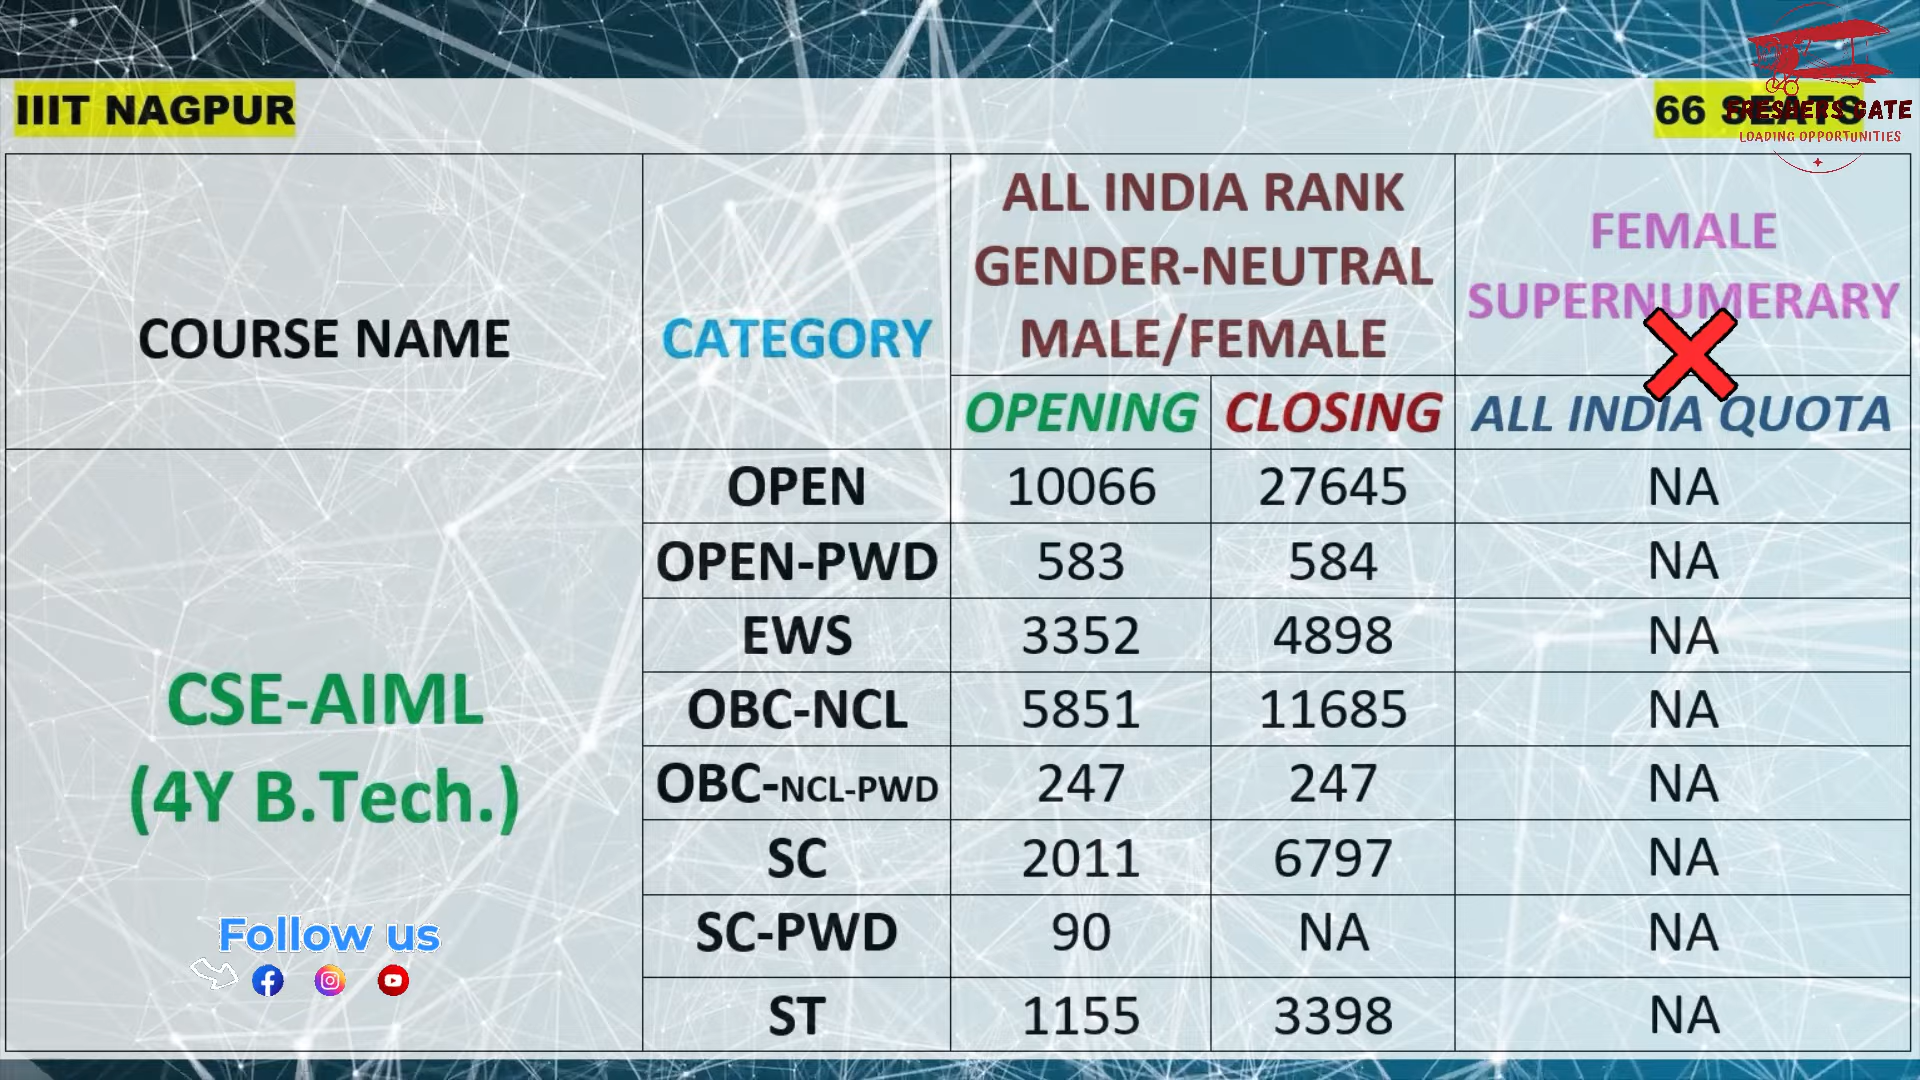 IIIT NAGPUR
66 SEATS
FRESHERS GATE
LOADING OPPORTUNITIES
COURSE NAME
CATEGORY
ALL INDIA RANK
GENDER-NEUTRAL
MALE/FEMALE
FEMALE
SUPERNUMERARY
OPENING CLOSING ALL INDIA QUOTA
CSE-AIML
(4Y B.Tech.)
OPEN 10066 27645 NA
OPEN-PWD 583 584 NA
EWS 3352 4898 NA
OBC-NCL 5851 11685 NA
OBC-NCL-PWD 247 247 NA
SC 2011 6797 NA
SC-PWD 90 NA NA
ST 1155 3398 NA
Follow us